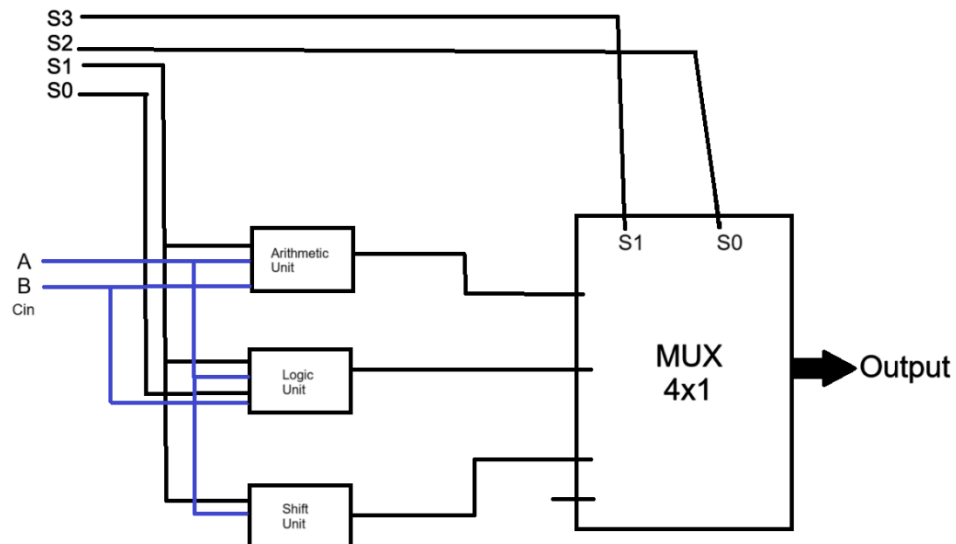 S3
S2
S1
S0
S1
S0
Arithmetic
Unit
A
B
Cin
Logic
Unit
MUX
4x1
Output
Shift
Unit